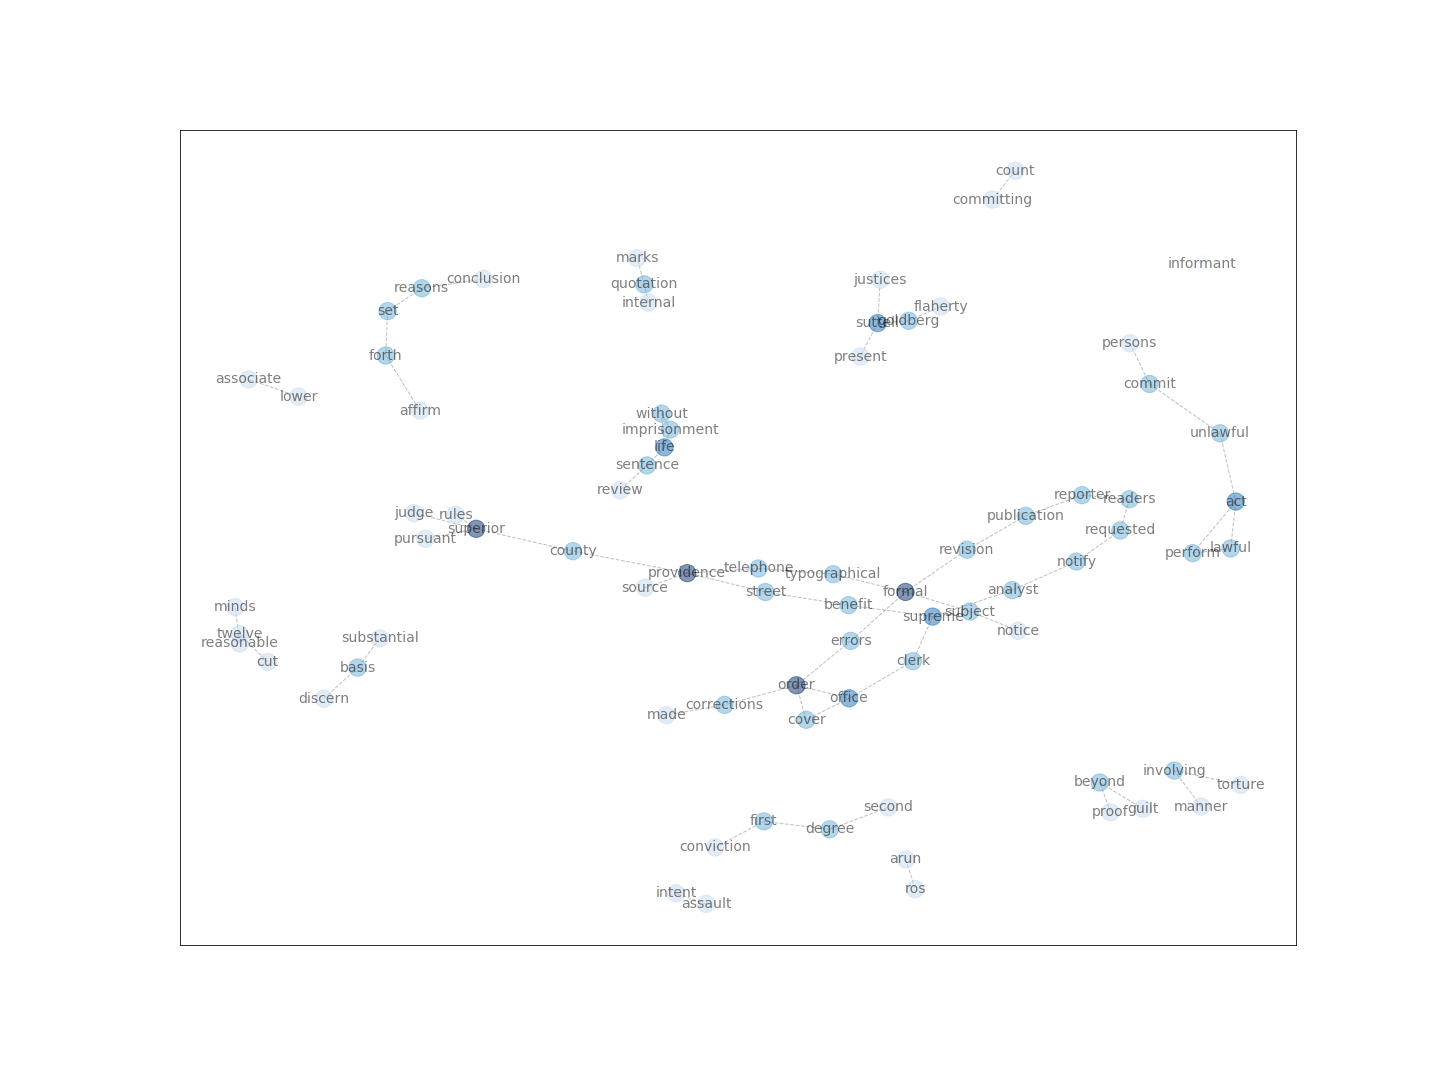 count
committing
marks
informant
conclusion
justices
quotation
reasons
internal
flaherty
set
suttell
goldberg
persons
forth
present
associate
commit
lower
affirm
without
imprisonment
unlawful
life
sentence
review
reporter
readers
act
judge
rules
publication
superior
requested
pursuant
county
revision
lawful
perform
notify
providence
telephone
typographical
source
street
formal
analyst
minds
benefit
subject
supreme
notice
twelve
reasonable
substantial
errors
cut
basis
clerk
discern
order
office
corrections
made
cover
involving
beyond
torture
second
manner
guilt
proof
first
degree
conviction
arun
ros
intent
assault